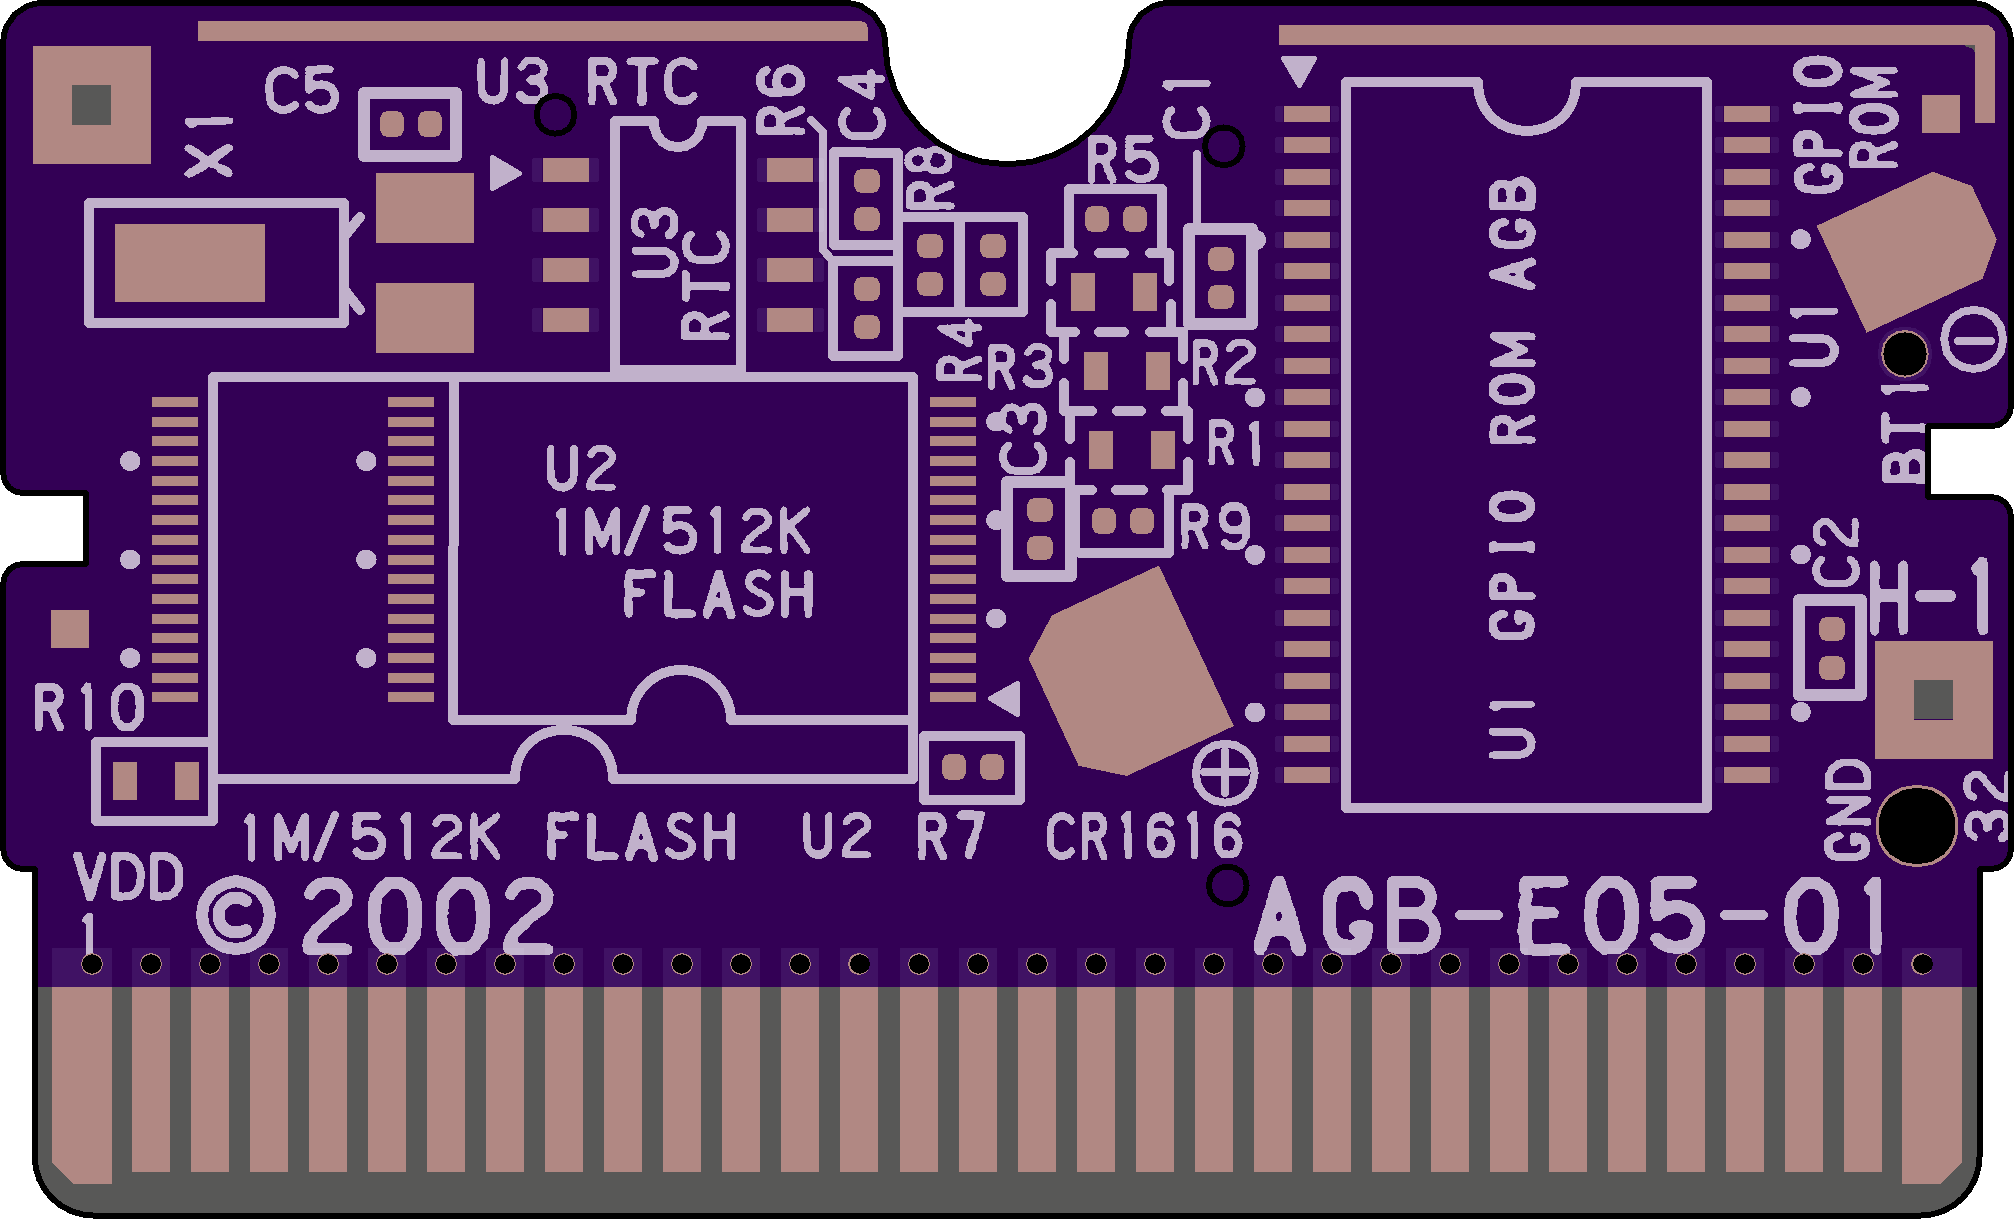 C5
U3 RTC
R6
C4
C1
GPIO
ROM
X1
R8
R5
U3
RTC
U1 GPIO ROM AGB
R4
R3
R2
U1
BT1
C3
R1
U2
1M/512K
FLASH
R9
C2
H-1
R10
1M/512K FLASH U2
R7
CR1616
GND
32
VDD
1
©2002
AGB-E05-01